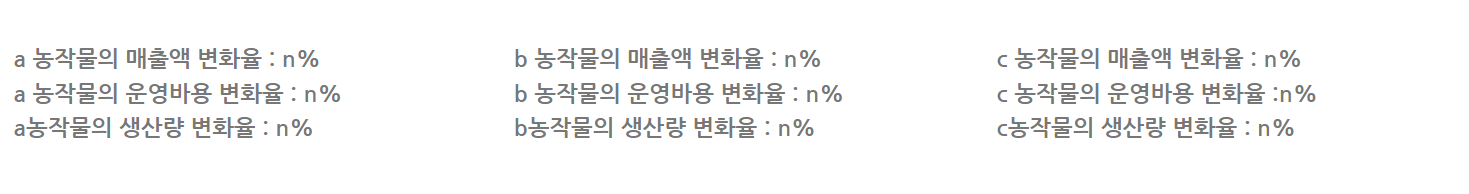 a 농작물의 매출액 변화율 : n%
a 농작물의 운영바용 변화율 : n%
a농작물의 생산량 변화율 : n%
b 농작물의 매출액 변화율 : n%
b 농작물의 운영바용 변화율 : n%
b농작물의 생산량 변화율 : n%
c 농작물의 매출액 변화율 : n%
c 농작물의 운영바용 변화율 :n%
c농작물의 생산량 변화율 : n%